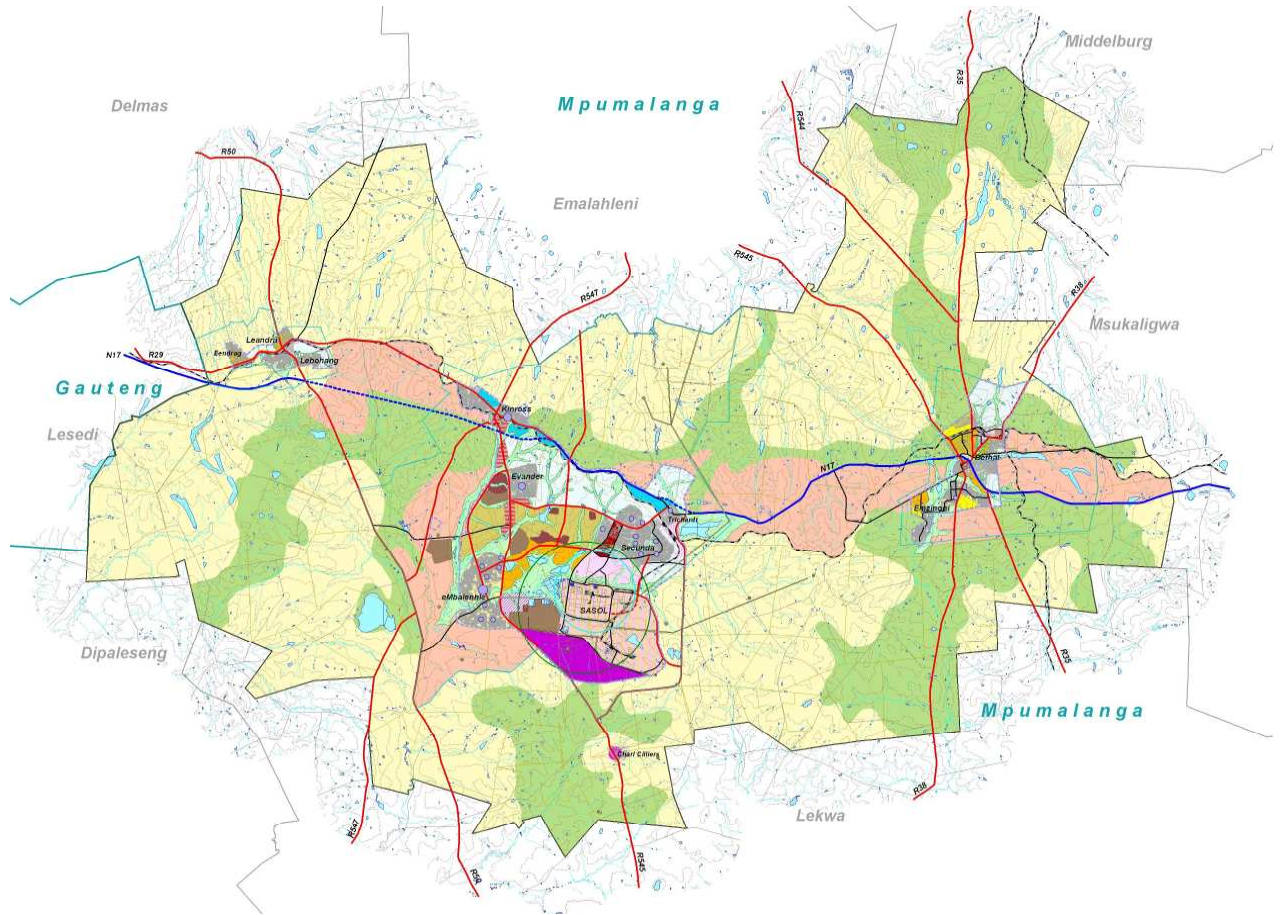 Middelburg
R35
Delmas
Mpumalanga
R544
R50
Emalahleni
R545
R38
R547
Msukaligwa
Leandra
Eendrag
Lebohang
N17
R29
Gauteng
Kinross
Lesedi
Bethal
N17
Evander
Emzinoni
Trichardt
Secunda
eMbalenhle
SASOL
Dipaleseng
R35
Mpumalanga
Charl Cilliers
R38
Lekwa
R547
R545
R50